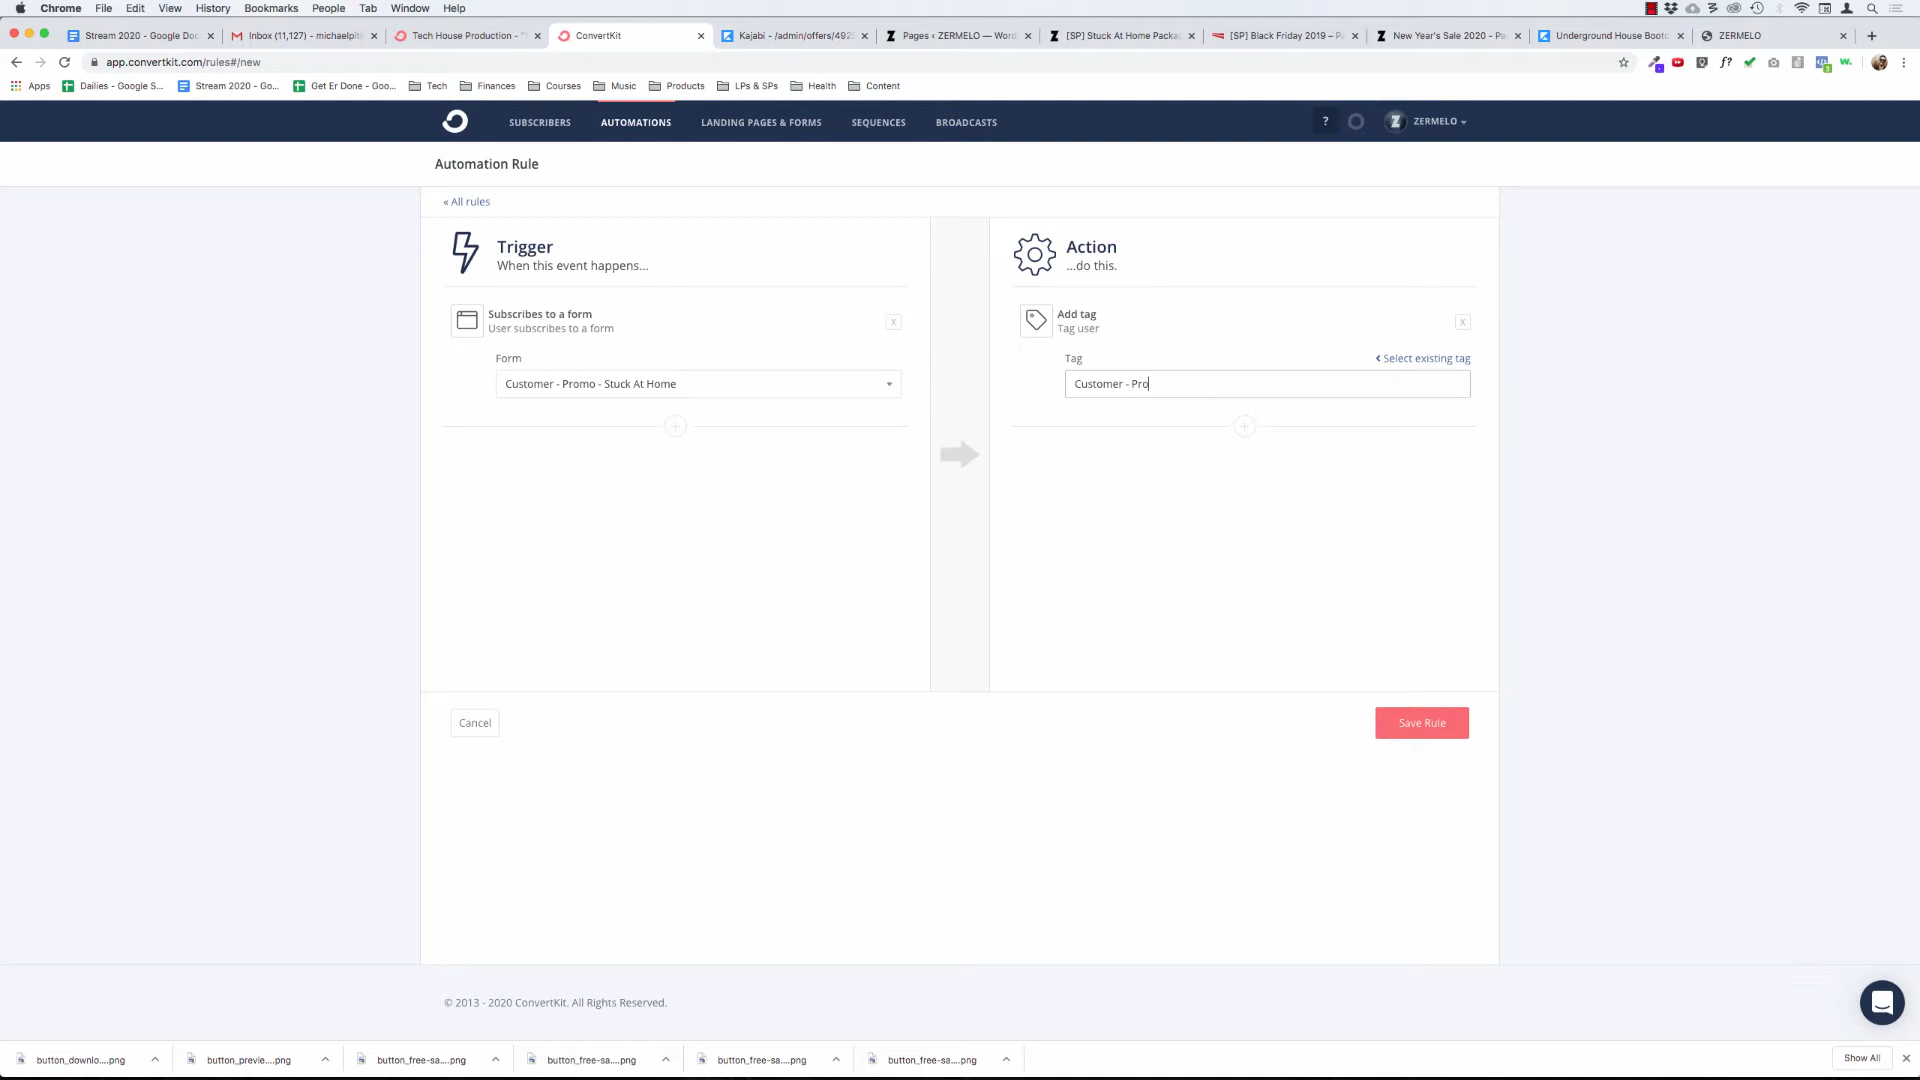 Chrome File Edit View History Bookmarks People Tab Window Help
Stream 2020 - Google Doc Inbox (11,127) - michaelpit Tech House Production - "S ConvertKit Kajabi - /admin/offers/492 Pages ‹ ZERMELO — Word [SP] Stuck At Home Packa [SP] Black Friday 2019 – P New Year's Sale 2020 - Pa Underground House Bootc ZERMELO
app.convertkit.com/rules#/new
Apps Dailies - Google S... Stream 2020 - Go... Get Er Done - Goo... Tech Finances Courses Music Products LPs & SPs Health Content
SUBSCRIBERS AUTOMATIONS LANDING PAGES & FORMS SEQUENCES BROADCASTS ? ZERMELO
Automation Rule
« All rules
Trigger
When this event happens...
Action
...do this.
Subscribes to a form
User subscribes to a form
X
Add tag
Tag user
X
Form
Tag
Select existing tag
Customer - Promo - Stuck At Home
Customer - Pro
Cancel
Save Rule
© 2013 - 2020 ConvertKit. All Rights Reserved.
button_downlo....png button_previe....png button_free-sa....png button_free-sa....png button_free-sa....png button_free-sa....png Show All